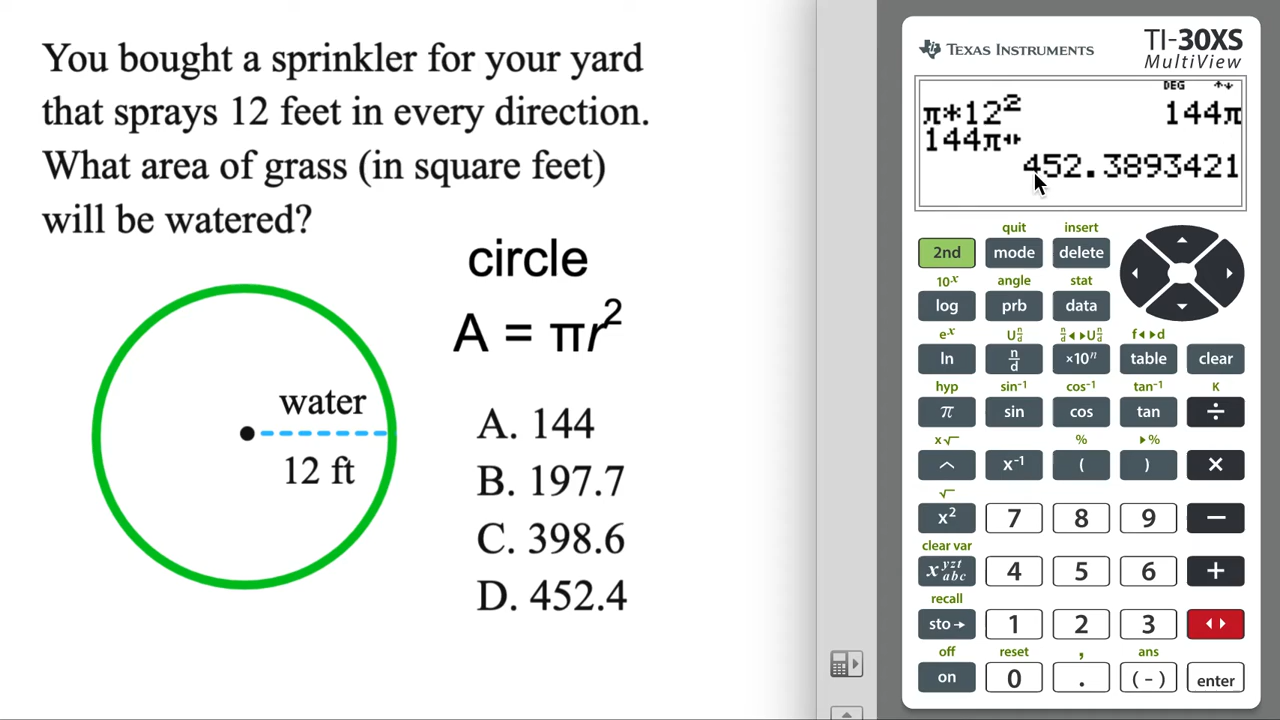 You bought a sprinkler for your yard
that sprays 12 feet in every direction.
What area of grass (in square feet)
will be watered?
circle
A = πr²
water
12 ft
A. 144
B. 197.7
C. 398.6
D. 452.4
TEXAS INSTRUMENTS
TI-30XS
MultiView
DEG
π*12² 144π
144π
452.3893421
quit insert
2nd mode delete
10ˣ angle stat
log prb data
eˣ U n/d n/d ◄►U n/d f◄►d
ln n/d ×10ⁿ table clear
hyp sin⁻¹ cos⁻¹ tan⁻¹ K
π sin cos tan ÷
x√ % ►%
^ x⁻¹ ( ) ×
√
x² 7 8 9 −
clear var
x yzt abc 4 5 6 +
recall
sto→ 1 2 3 ◄►
off reset , ans
on 0 . (-) enter